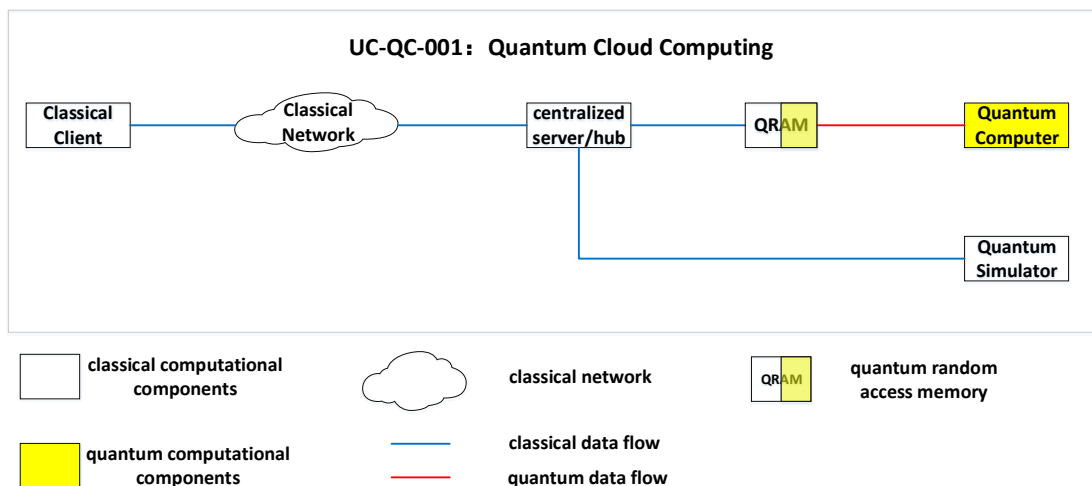 UC-QC-001： Quantum Cloud Computing
Classical
Client
Classical
Network
centralized
server/hub
QRAM
Quantum
Computer
Quantum
Simulator
classical computational
components
classical network
QRAM
quantum random
access memory
quantum computational
components
classical data flow
quantum data flow